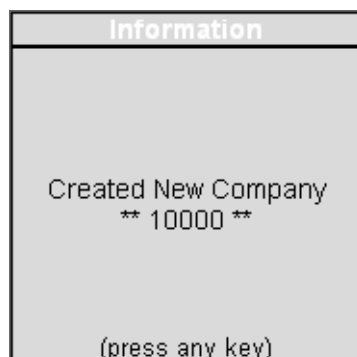 Information
Created New Company
** 10000 **
(press any key)